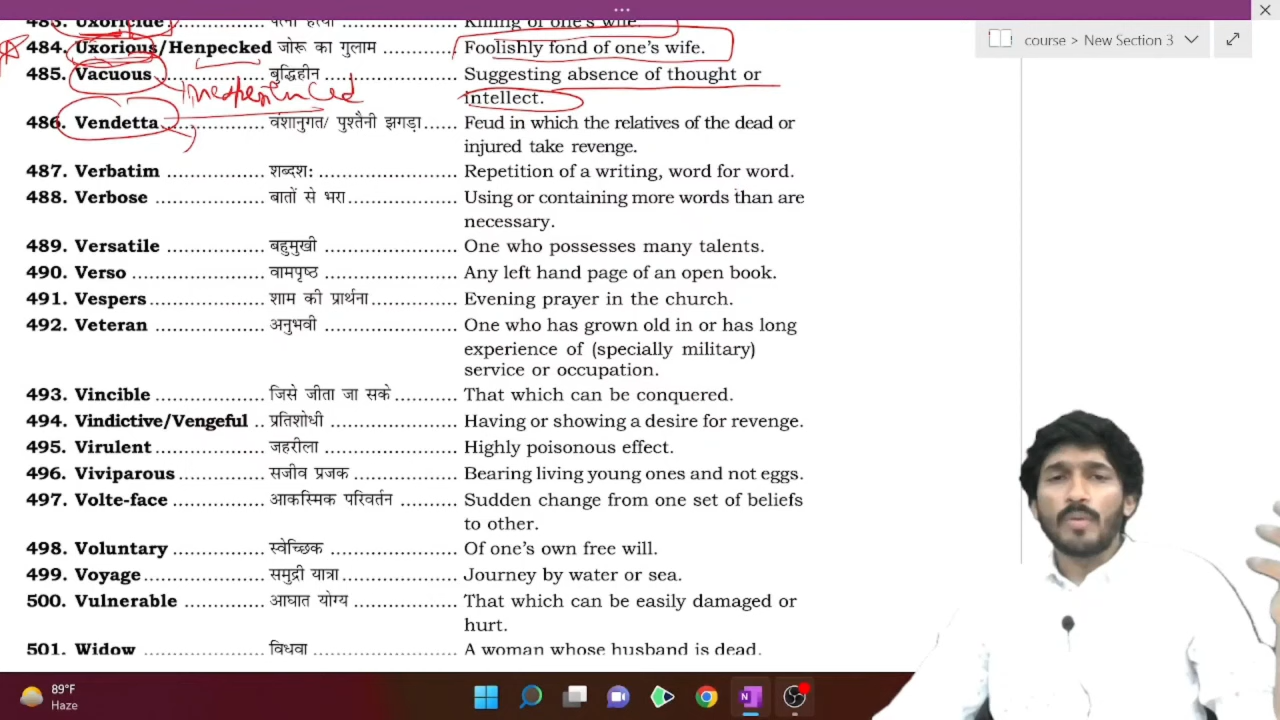 ...
course > New Section 3
483. Uxoricide .................. पत्नी हत्या .................. Killing of one's wife.
484. Uxorious/Henpecked जोरू का गुलाम ............ Foolishly fond of one's wife.
485. Vacuous .................. बुद्धिहीन ...................... Suggesting absence of thought or
intellect.
Inexperienced
486. Vendetta .................. वंशानुगत/ पुश्तैनी झगड़ा...... Feud in which the relatives of the dead or
injured take revenge.
487. Verbatim .................. शब्दश: ....................... Repetition of a writing, word for word.
488. Verbose .................. बातों से भरा.................. Using or containing more words than are
necessary.
489. Versatile .................. बहुमुखी ...................... One who possesses many talents.
490. Verso ...................... वामपृष्ठ ...................... Any left hand page of an open book.
491. Vespers.................... शाम की प्रार्थना.............. Evening prayer in the church.
492. Veteran .................. अनुभवी ...................... One who has grown old in or has long
experience of (specially military)
service or occupation.
493. Vincible .................. जिसे जीता जा सके .......... That which can be conquered.
494. Vindictive/Vengeful .. प्रतिशोधी .................... Having or showing a desire for revenge.
495. Virulent .................. जहरीला ...................... Highly poisonous effect.
496. Viviparous............... सजीव प्रजक .................. Bearing living young ones and not eggs.
497. Volte-face ............... आकस्मिक परिवर्तन .......... Sudden change from one set of beliefs
to other.
498. Voluntary ............... स्वेच्छिक .................... Of one's own free will.
499. Voyage.................... समुद्री यात्रा................... Journey by water or sea.
500. Vulnerable .............. आघात योग्य .................. That which can be easily damaged or
hurt.
501. Widow .................... विधवा ........................ A woman whose husband is dead.
89°F
Haze